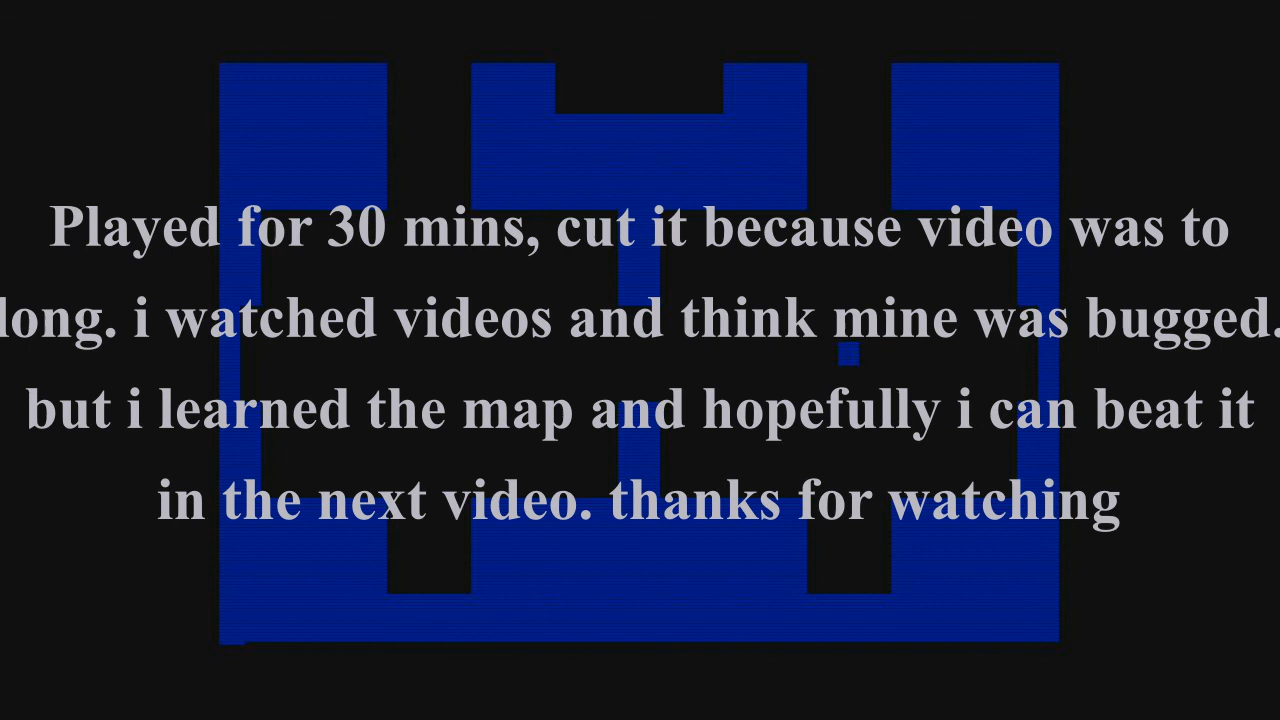 Played for 30 mins, cut it because video was to
long. i watched videos and think mine was bugged.
but i learned the map and hopefully i can beat it
in the next video. thanks for watching